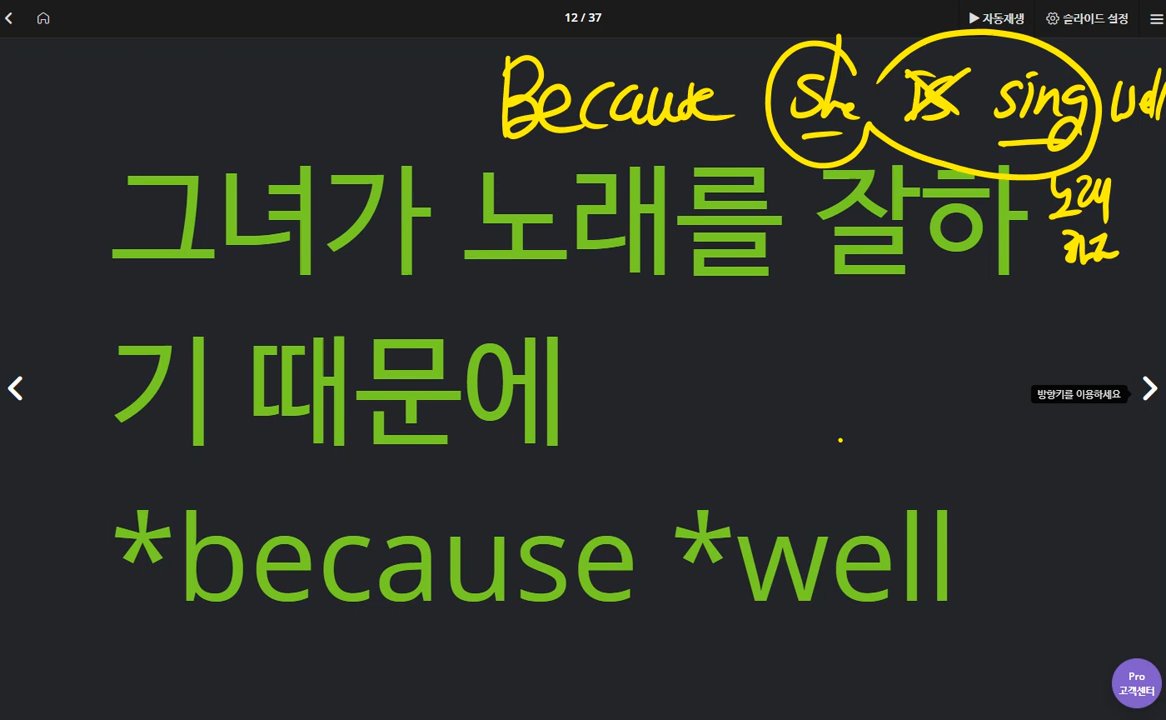 12 / 37
자동재생
슬라이드 설정
Because she is sing well
노래
그녀가 노래를 잘하
기 때문에
방향키를 이용하세요
*because *well
Pro
고객센터